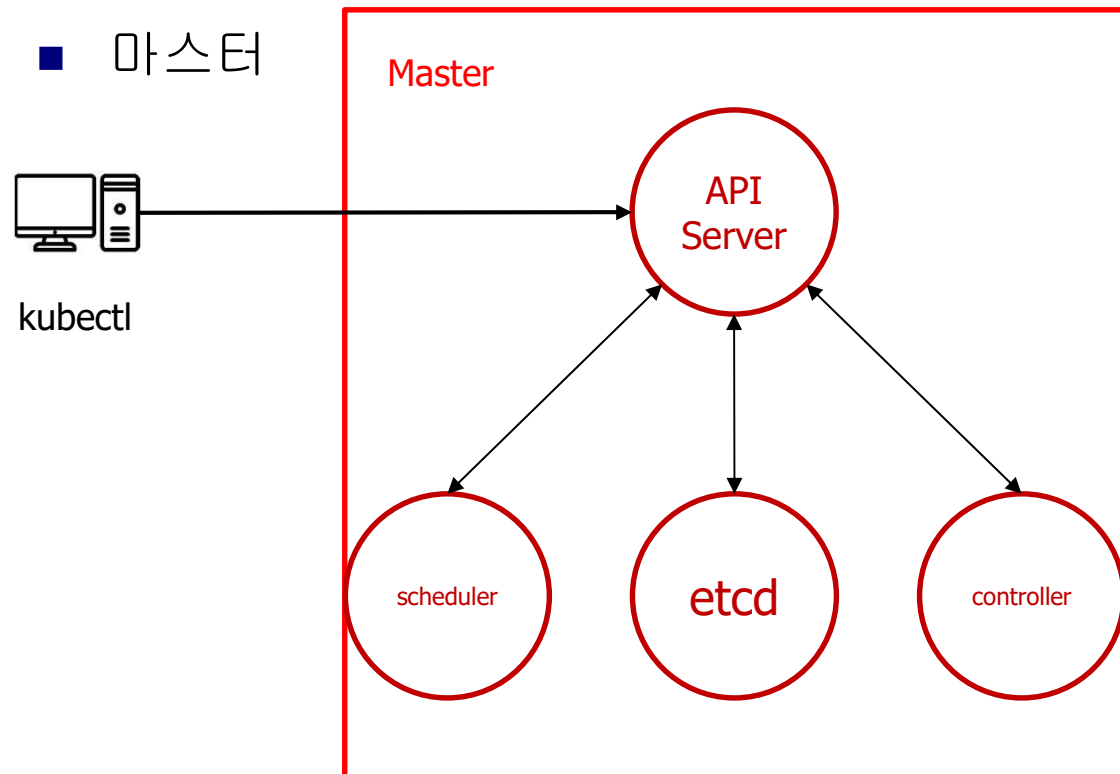 마스터
Master
API
Server
kubectl
scheduler
etcd
controller